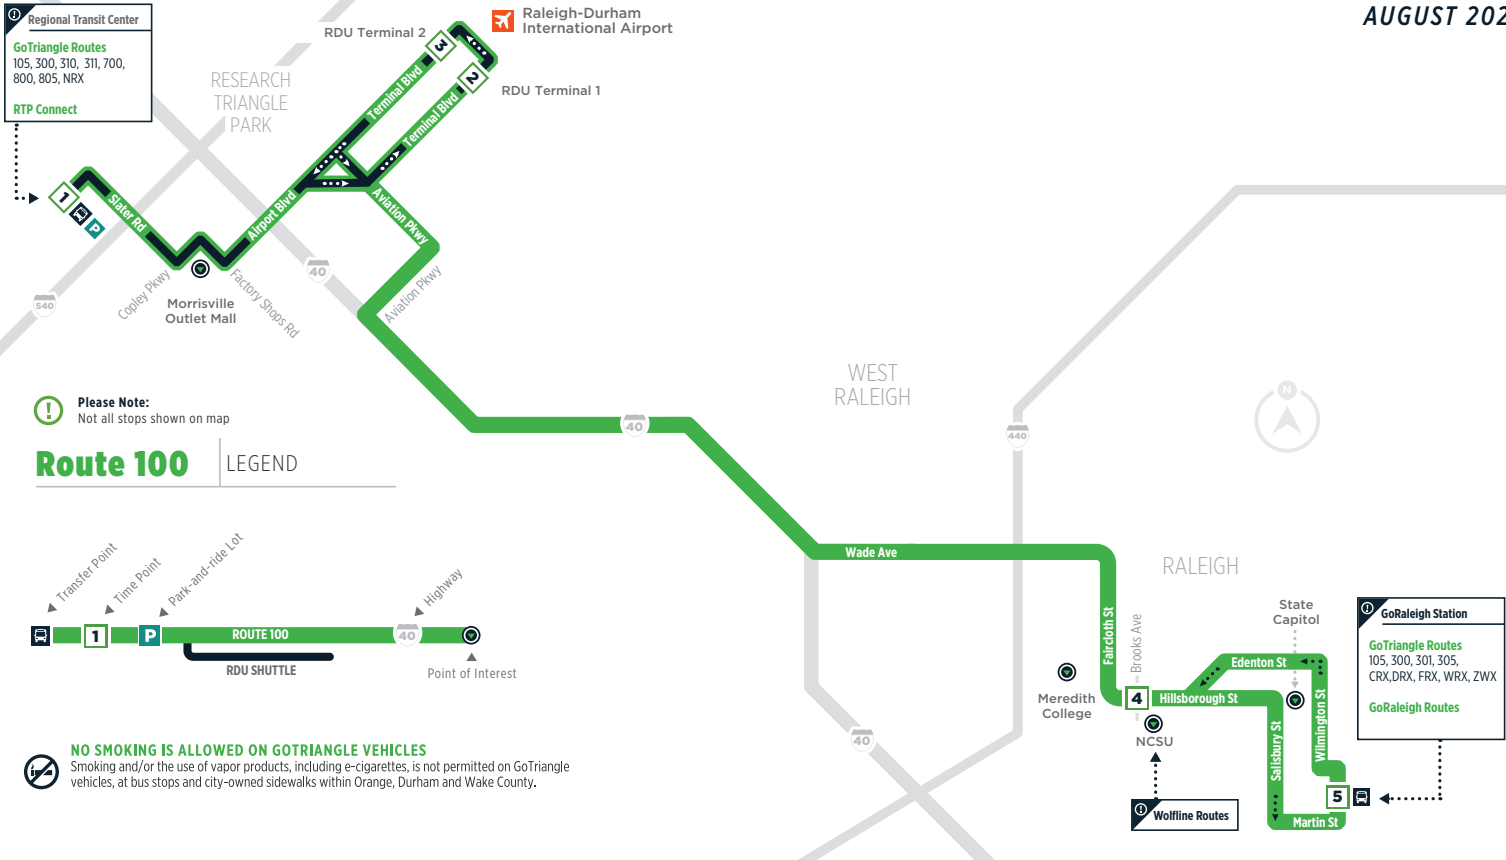 Regional Transit Center
GoTriangle Routes
105, 300, 310, 311, 700,
800, 805, NRX
RTP Connect
RESEARCH
TRIANGLE
PARK
RDU Terminal 2
Raleigh-Durham
International Airport
RDU Terminal 1
AUGUST 202
3
2
Terminal Blvd
Terminal Blvd
1
P
Slater Rd
Airport Blvd
Aviation Pkwy
Aviation Pkwy
Copley Pkwy
Factory Shops Rd
Morrisville
Outlet Mall
540
40
Please Note:
Not all stops shown on map
Route 100
LEGEND
WEST
RALEIGH
40
440
N
Transfer Point
Time Point
Park-and-ride Lot
Highway
1
P
ROUTE 100
40
RDU SHUTTLE
Point of Interest
Wade Ave
RALEIGH
Faircloth St
Brooks Ave
Meredith
College
4
Hillsborough St
NCSU
Wolfline Routes
40
State
Capitol
Edenton St
Wilmington St
Salisbury St
Martin St
5
GoRaleigh Station
GoTriangle Routes
105, 300, 301, 305,
CRX,DRX, FRX, WRX, ZWX
GoRaleigh Routes
NO SMOKING IS ALLOWED ON GOTRIANGLE VEHICLES
Smoking and/or the use of vapor products, including e-cigarettes, is not permitted on GoTriangle
vehicles, at bus stops and city-owned sidewalks within Orange, Durham and Wake County.